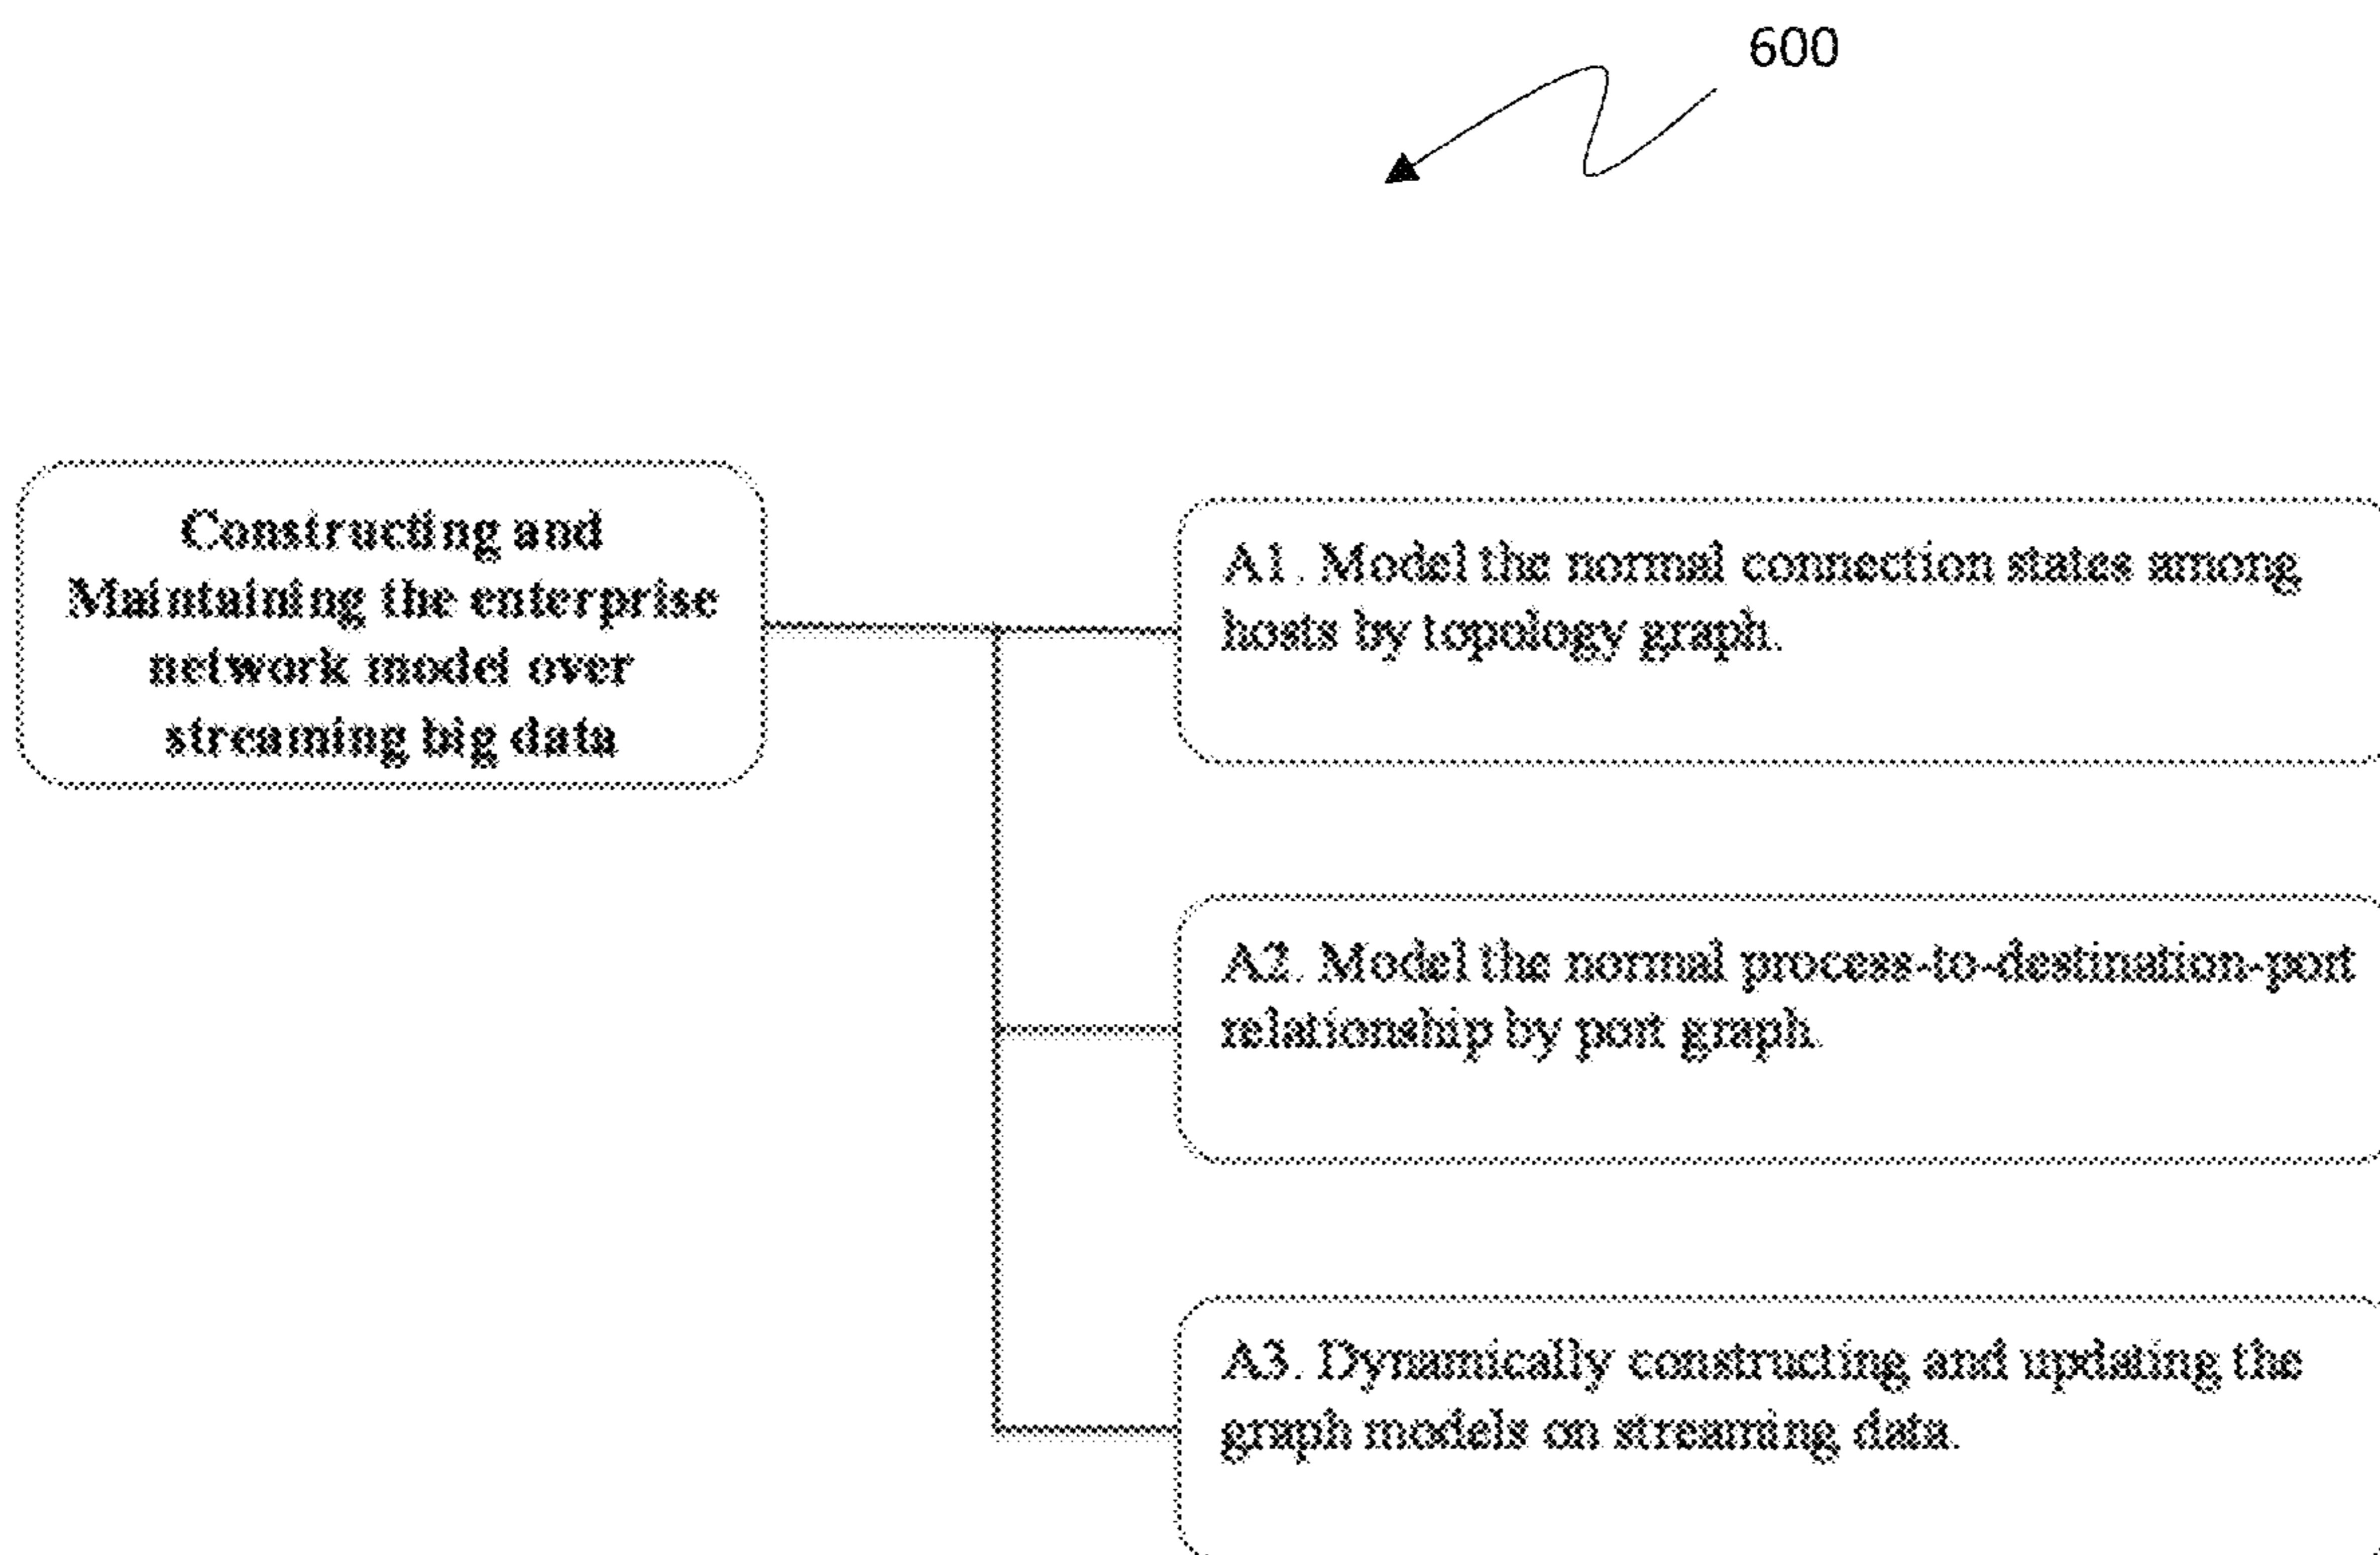 600
Constructing and
Maintaining the enterprise
network model over
streaming big data
A1. Model the normal connection states among
hosts by topology graph.
A2. Model the normal process-to-destination-port
relationship by port graph.
A3. Dynamically constructing and updating the
graph models on streaming data.